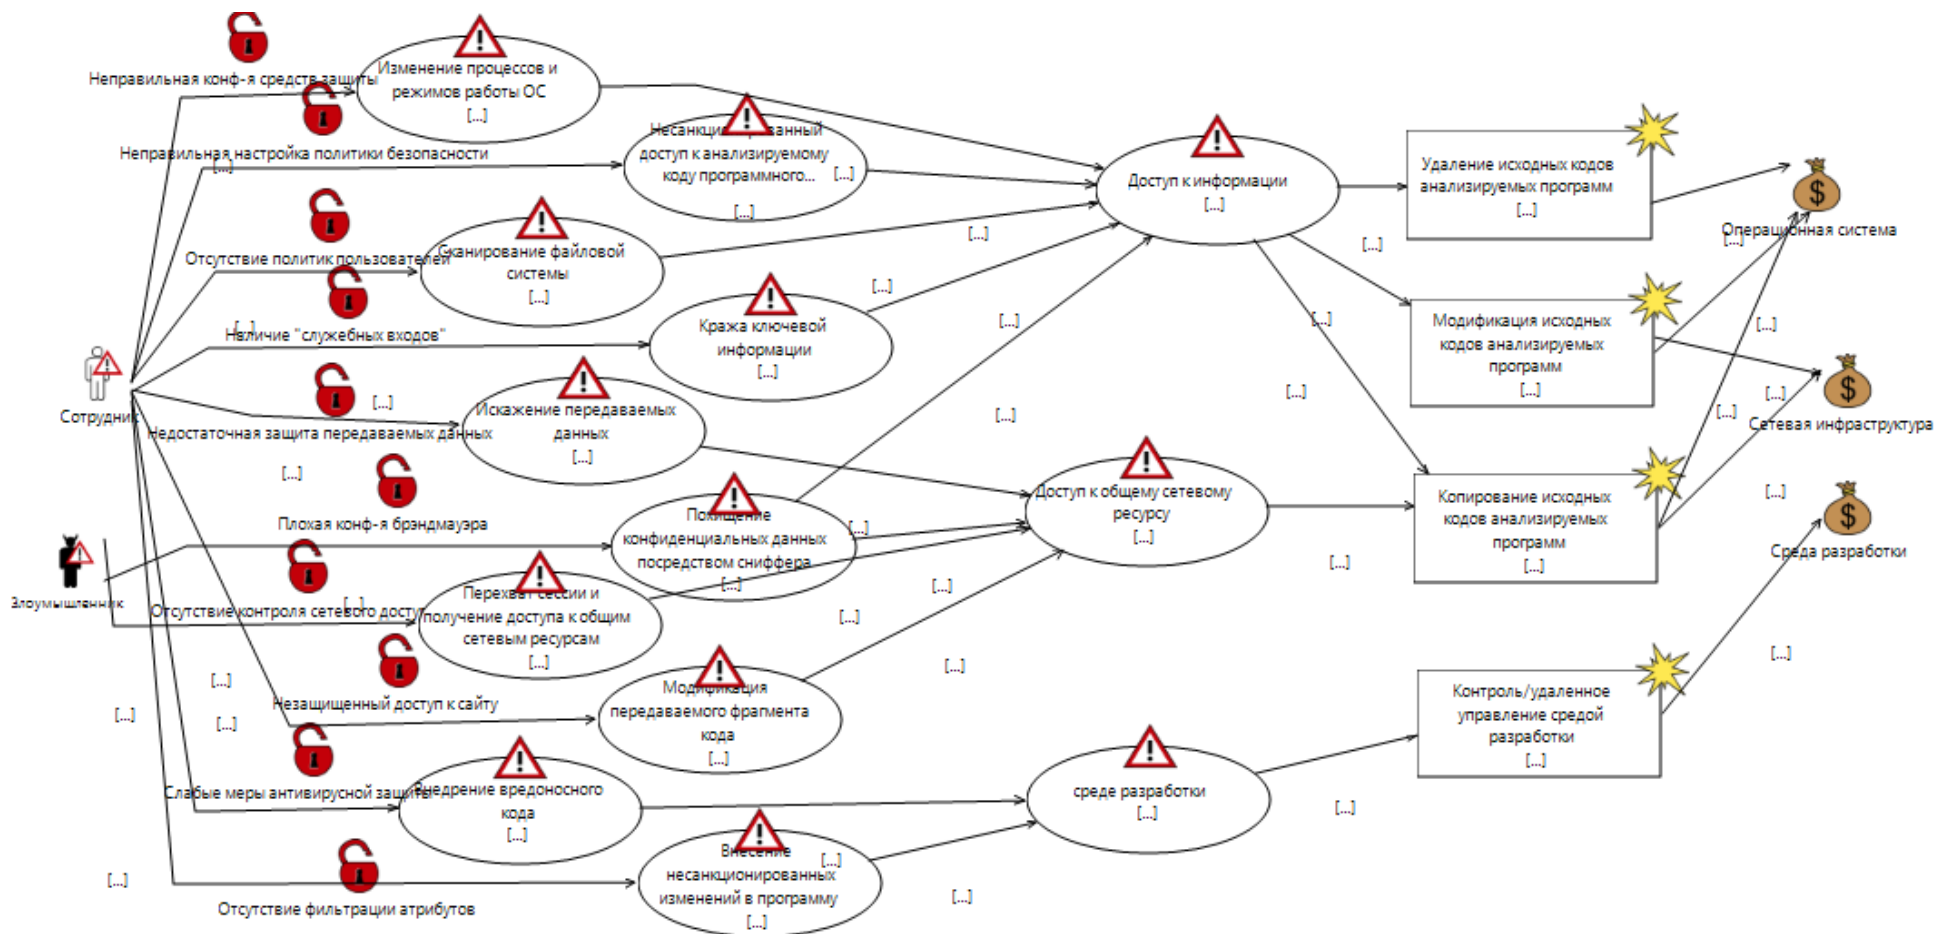 Неправильная конф-я средств защиты
Изменение процессов и
режимов работы ОС
[...]
Неправильная настройка политики безопасности
[...]
Несанкционированный
доступ к анализируемому
коду программного...
[...]
[...]
Доступ к информации
[...]
Удаление исходных кодов
анализируемых программ
[...]
Операционная система
[...]
Отсутствие политик пользователей
Сканирование файловой
системы
[...]
[...]
[...]
Наличие "служебных входов"
[...]
Кража ключевой
информации
[...]
[...]
[...]
[...]
Модификация исходных
кодов анализируемых
программ
[...]
[...]
Сотрудник
[...]
Недостаточная защита передаваемых данных
[...]
Искажение передаваемых
данных
[...]
[...]
[...]
[...]
[...]
Сетевая инфраструктура
Плохая конф-я брэндмауэра
Похищение
конфиденциальных данных
посредством сниффера
[...]
[...]
Доступ к общему сетевому
ресурсу
[...]
Копирование исходных
кодов анализируемых
программ
[...]
[...]
Среда разработки
Злоумышленник
Отсутствие контроля сетевого доступ
[...]
Перехват сессии и
получение доступа к общим
сетевым ресурсам
[...]
[...]
[...]
[...]
[...]
[...]
[...]
[...]
[...]
Незащищенный доступ к сайту
Модификация
передаваемого фрагмента
кода
[...]
Контроль/удаленное
управление средой
разработки
[...]
Слабые меры антивирусной защиты
Внедрение вредоносного
кода
[...]
среде разработки
[...]
[...]
[...]
Отсутствие фильтрации атрибутов
Внесение
несанкционированных
изменений в программу
[...]
[...]
[...]